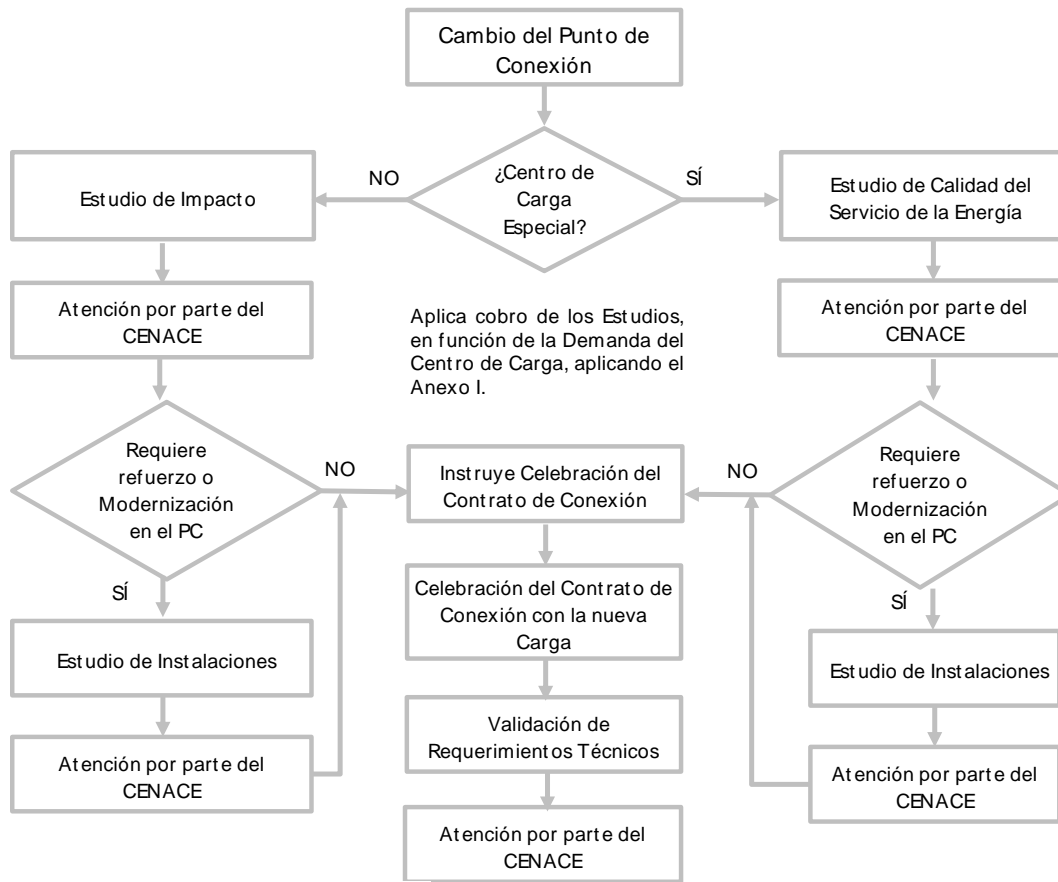 Cambio del Punto de
Conexión
¿Centro de
Carga
Especial?
NO
SÍ
Estudio de Impacto
Estudio de Calidad del
Servicio de la Energía
Atención por parte del
CENACE
Aplica cobro de los Estudios,
en función de la Demanda del
Centro de Carga, aplicando el
Anexo I.
Atención por parte del
CENACE
Requiere
refuerzo o
Modernización
en el PC
NO
Instruye Celebración del
Contrato de Conexión
NO
Requiere
refuerzo o
Modernización
en el PC
SÍ
Celebración del Contrato de
Conexión con la nueva
Carga
SÍ
Estudio de Instalaciones
Estudio de Instalaciones
Validación de
Requerimientos Técnicos
Atención por parte del
CENACE
Atención por parte del
CENACE
Atención por parte del
CENACE